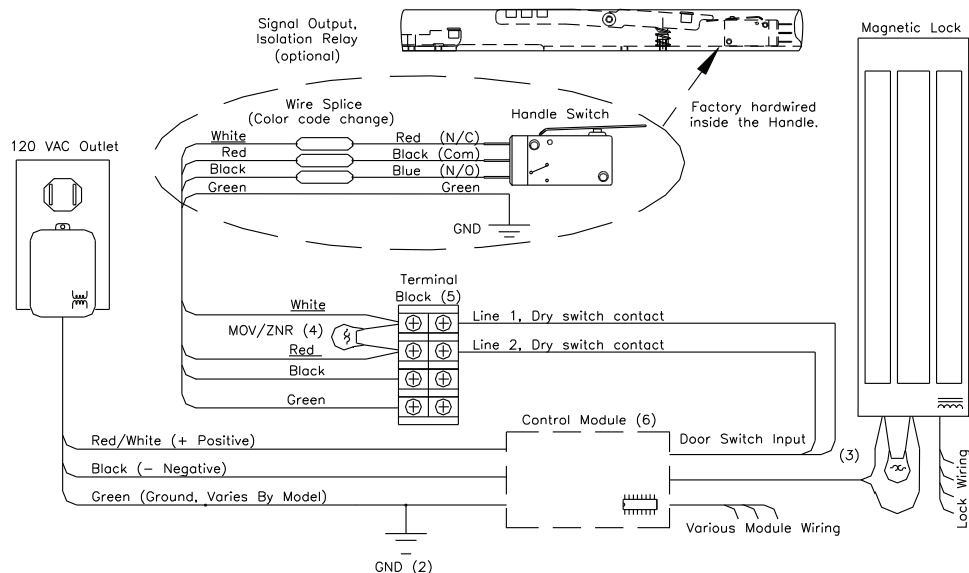 Signal Output,
Isolation Relay
(optional)
Magnetic Lock
Wire Splice
(Color code change)
Handle Switch
Factory hardwired
inside the Handle.
120 VAC Outlet
White
Red (N/C)
Red
Black (Com)
Black
Blue (N/O)
Green
Green
GND
Terminal
Block (5)
White
Line 1, Dry switch contact
MOV/ZNR (4)
Red
Line 2, Dry switch contact
Black
Green
Control Module (6)
Red/White (+ Positive)
Door Switch Input
(3)
Black (− Negative)
Green (Ground, Varies By Model)
Various Module Wiring
Lock Wiring
GND (2)